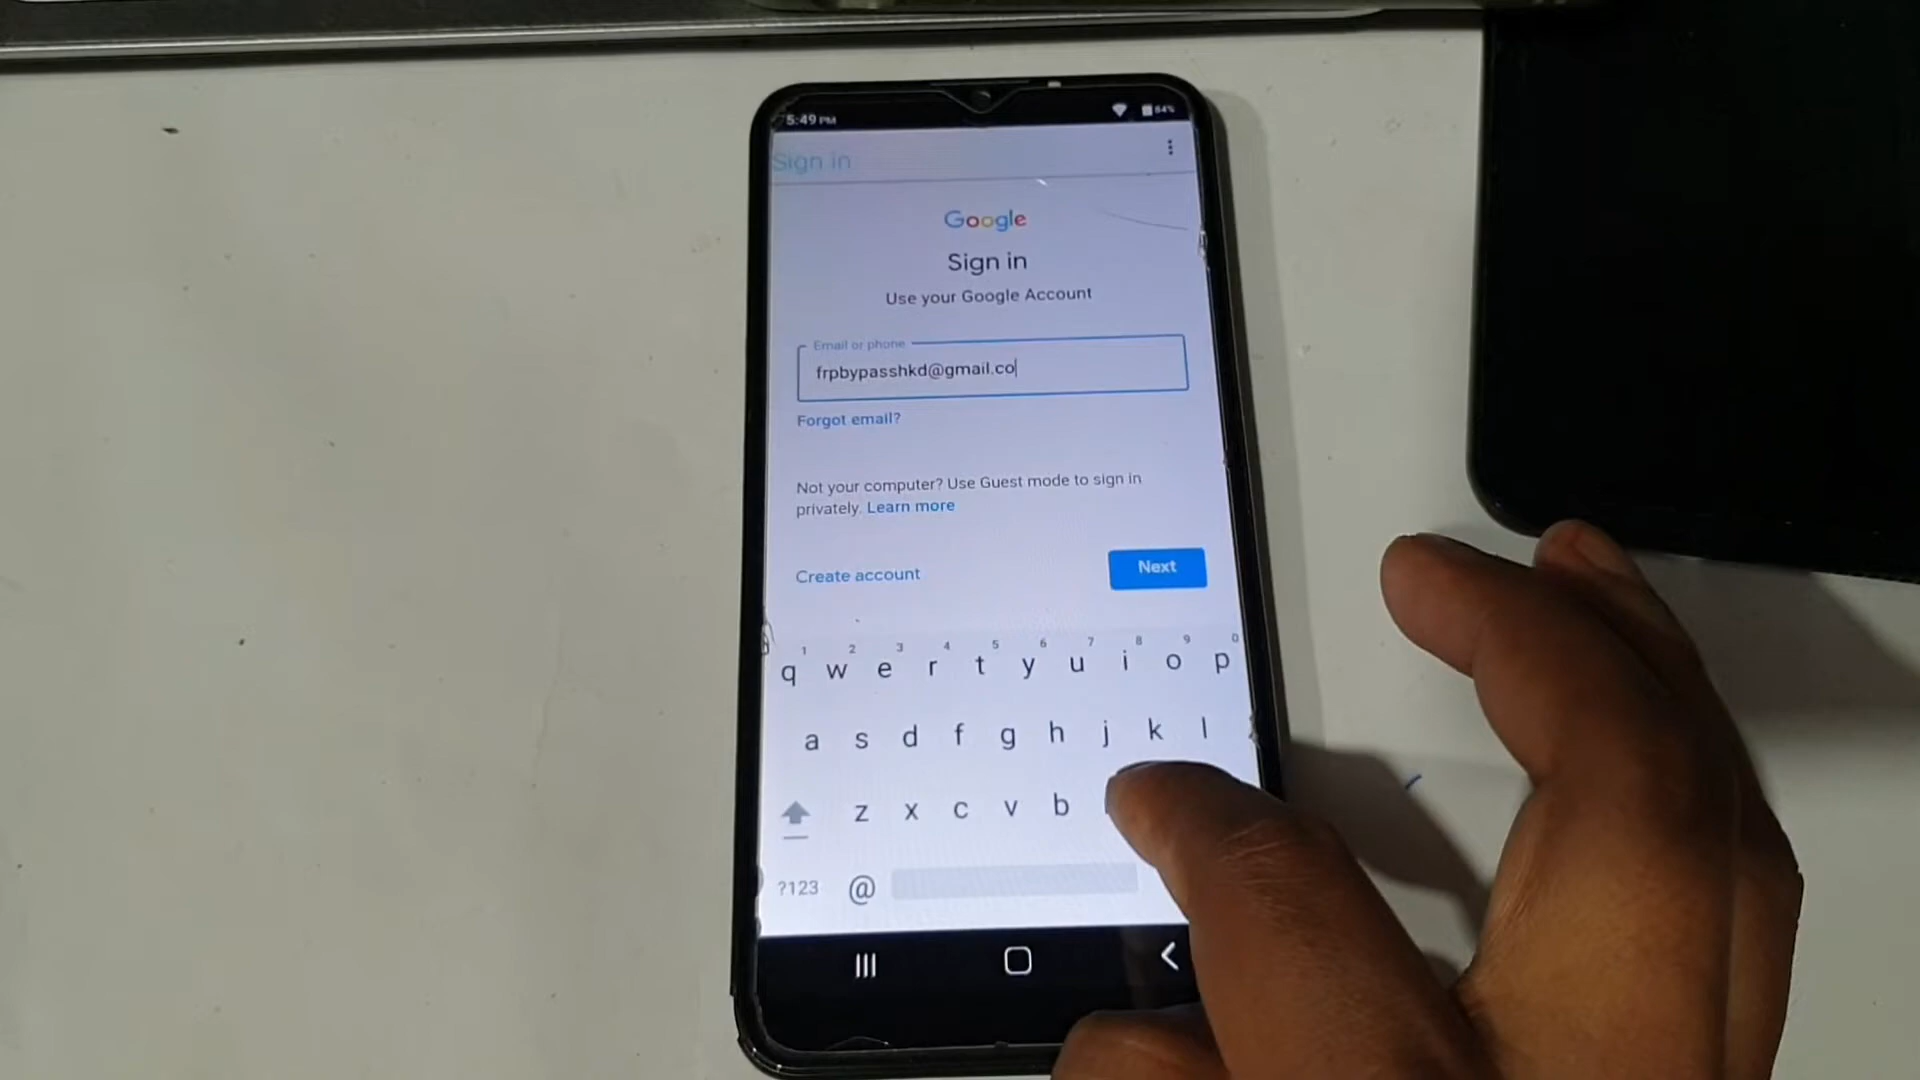 5:49 PM
84%
Sign in
Google
Sign in
Use your Google Account
Email or phone
frpbypasshkd@gmail.co
Forgot email?
Not your computer? Use Guest mode to sign in
privately. Learn more
Create account
Next
1 2 3 4 5 6 7 8 9 0
q w e r t y u i o p
a s d f g h j k l
z x c v b
?123 @